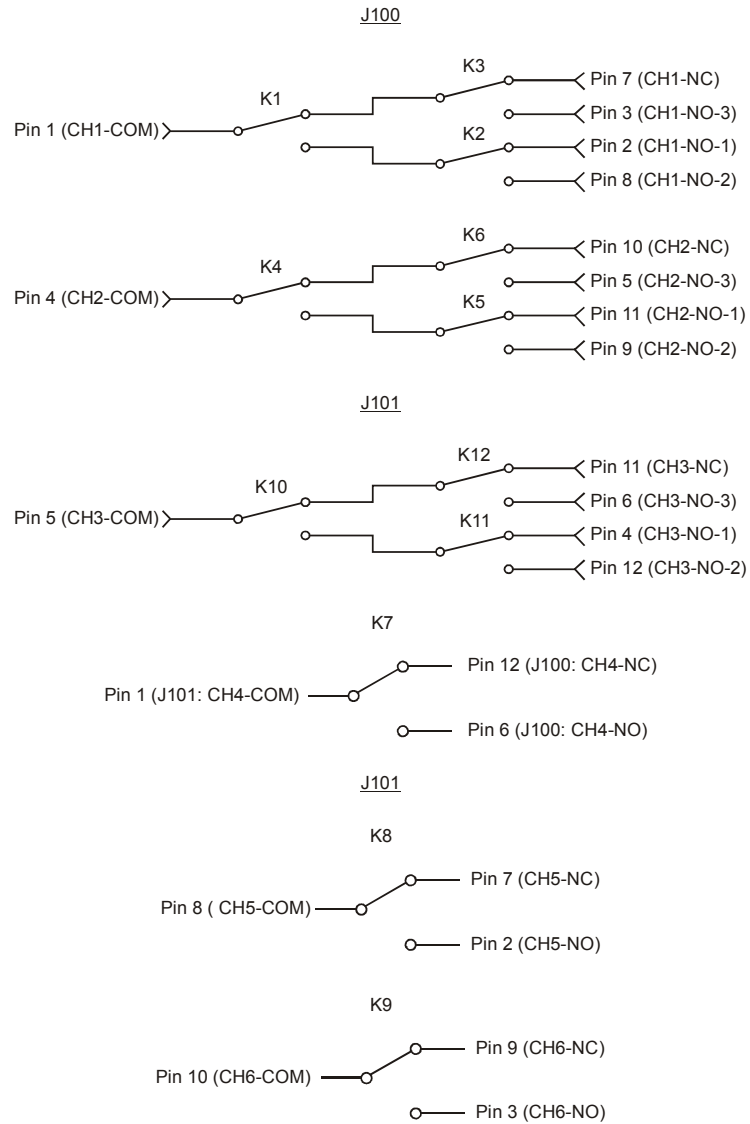 J100
K3
Pin 7 (CH1-NC)
K1
Pin 3 (CH1-NO-3)
Pin 1 (CH1-COM)
K2
Pin 2 (CH1-NO-1)
Pin 8 (CH1-NO-2)
K6
Pin 10 (CH2-NC)
K4
Pin 5 (CH2-NO-3)
Pin 4 (CH2-COM)
K5
Pin 11 (CH2-NO-1)
Pin 9 (CH2-NO-2)
J101
K12
Pin 11 (CH3-NC)
K10
Pin 6 (CH3-NO-3)
Pin 5 (CH3-COM)
K11
Pin 4 (CH3-NO-1)
Pin 12 (CH3-NO-2)
K7
Pin 12 (J100: CH4-NC)
Pin 1 (J101: CH4-COM)
Pin 6 (J100: CH4-NO)
J101
K8
Pin 7 (CH5-NC)
Pin 8 ( CH5-COM)
Pin 2 (CH5-NO)
K9
Pin 9 (CH6-NC)
Pin 10 (CH6-COM)
Pin 3 (CH6-NO)